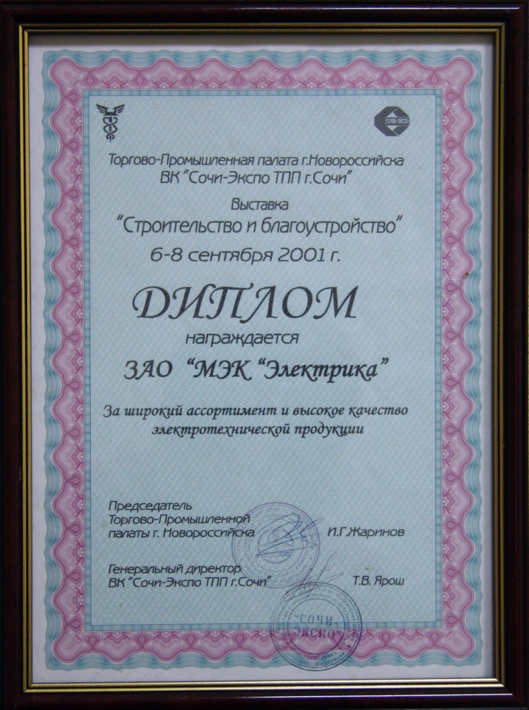 Торгово-Промышленная палата г.Новороссийска
ВК "Сочи-Экспо ТПП г.Сочи"
Выставка
"Строительство и благоустройство"
6-8 сентября 2001 г.
ДИПЛОМ
награждается
ЗАО "МЭК "Электрика"
За широкий ассортимент и высокое качество
электротехнической продукции
Председатель
Торгово-Промышленной
палаты г. Новороссийска
И.Г.Жаринов
Генеральный директор
ВК "Сочи-Экспо ТПП г.Сочи"
Т.В. Ярош
"СОЧИ-
ЭКСПО"